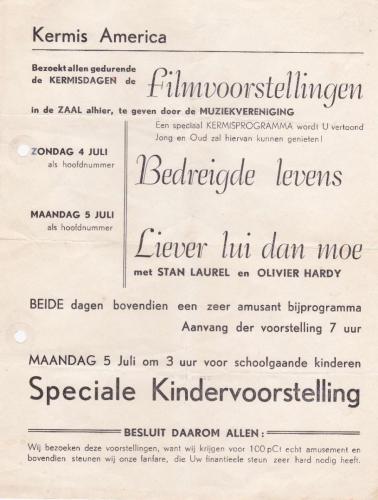 Kermis America
Bezoekt allen gedurende
de KERMISDAGEN de
Filmvoorstellingen
in de ZAAL alhier, te geven door de MUZIEKVERENIGING
Een speciaal KERMISPROGRAMMA wordt U vertoond
Jong en Oud zal hiervan kunnen genieten!
ZONDAG 4 JULI
als hoofdnummer
Bedreigde levens
MAANDAG 5 JULI
als hoofdnummer
Liever lui dan moe
met STAN LAUREL en OLIVIER HARDY
BEIDE dagen bovendien een zeer amusant bijprogramma
Aanvang der voorstelling 7 uur
MAANDAG 5 Juli om 3 uur voor schoolgaande kinderen
Speciale Kindervoorstelling
BESLUIT DAAROM ALLEN:
Wij bezoeken deze voorstellingen, want wij krijgen voor 100 pCt echt amusement en
bovendien steunen wij onze fanfare, die Uw financieele steun zeer hard nodig heeft.